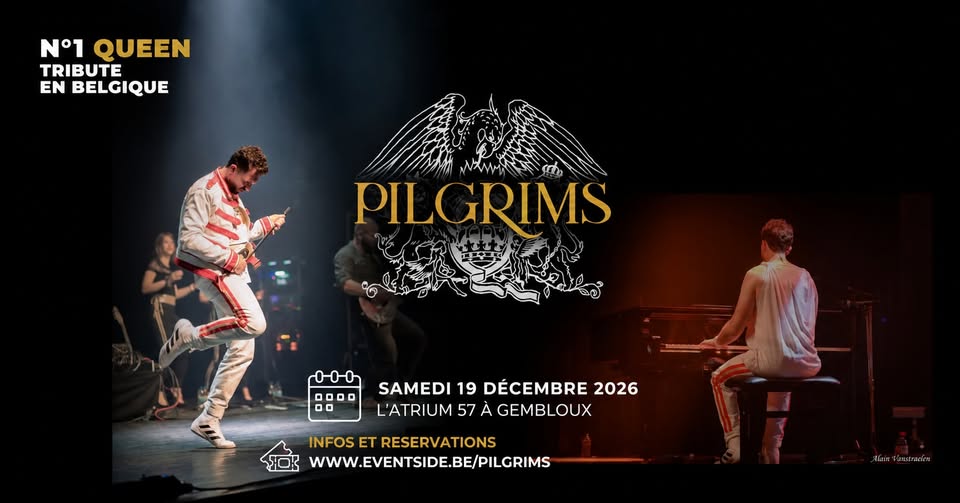 N°1 QUEEN
TRIBUTE
EN BELGIQUE
PILGRIMS
SAMEDI 19 DÉCEMBRE 2026
L'ATRIUM 57 À GEMBLOUX
INFOS ET RESERVATIONS
WWW.EVENTSIDE.BE/PILGRIMS
Alain Vanstraelen